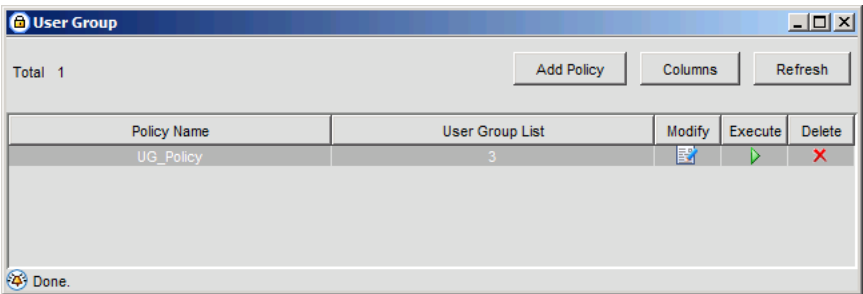 User Group
Total 1
Add Policy
Columns
Refresh
Policy Name
User Group List
Modify
Execute
Delete
UG_Policy
3
Done.